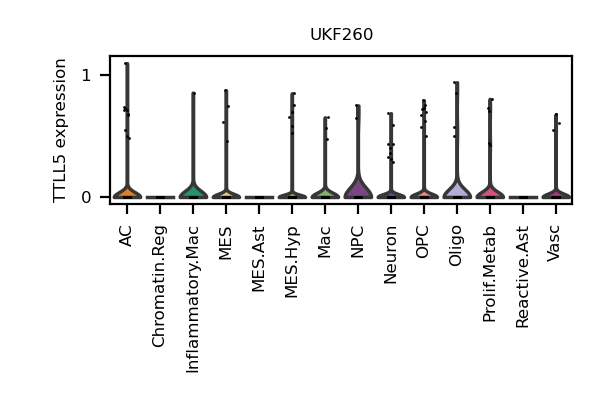 UKF260
TTLL5 expression
1
0
AC
Chromatin.Reg
Inflammatory.Mac
MES
MES.Ast
MES.Hyp
Mac
NPC
Neuron
OPC
Oligo
Prolif.Metab
Reactive.Ast
Vasc